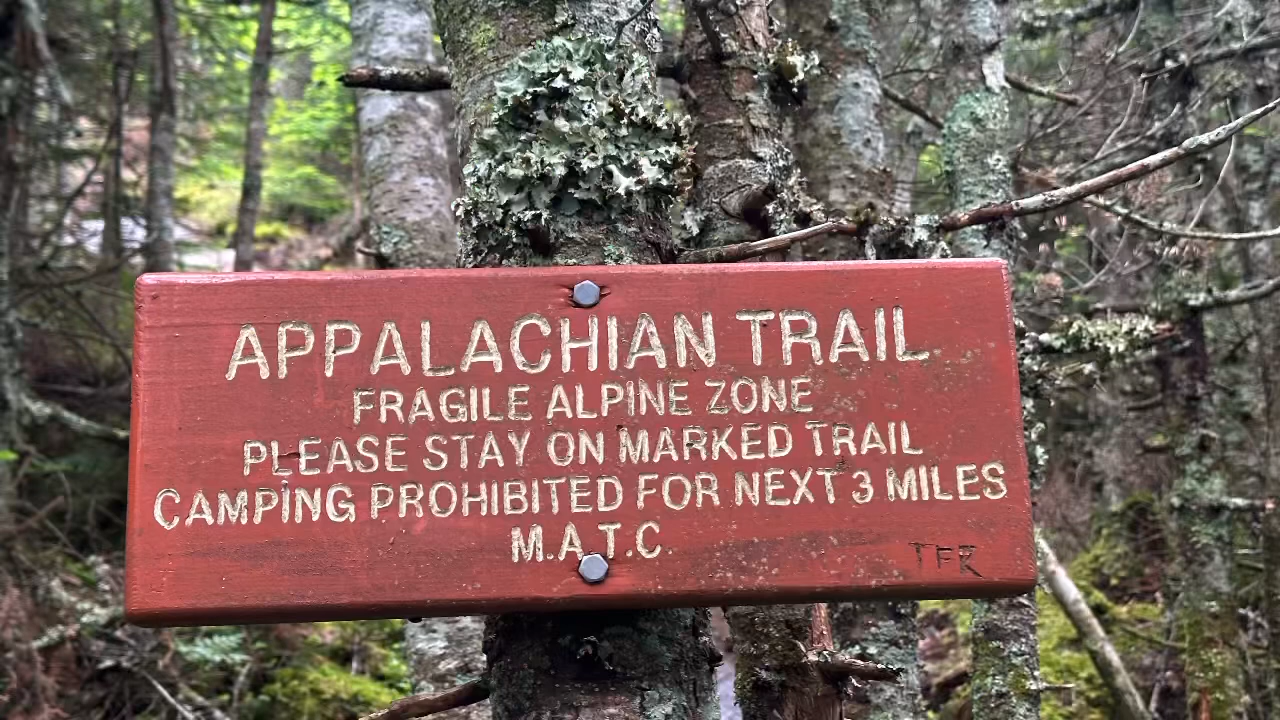 APPALACHIAN TRAIL
FRAGILE ALPINE ZONE
PLEASE STAY ON MARKED TRAIL
CAMPING PROHIBITED FOR NEXT 3 MILES
M.A.T.C.
TFR